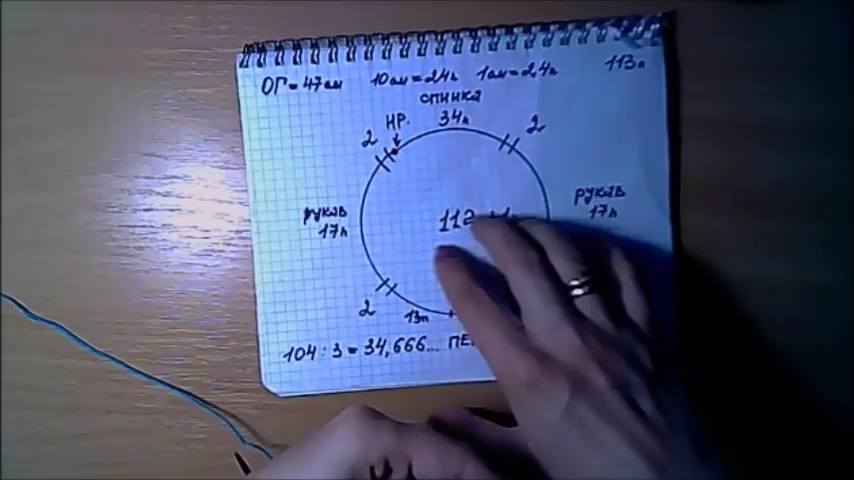 ОГ = 47см 10см = 24п 1см = 2,4п 113п
спинка
НР. 34п
2 2
рукав рукав
17п 17п
112
2
13п
104 : 3 = 34,666...